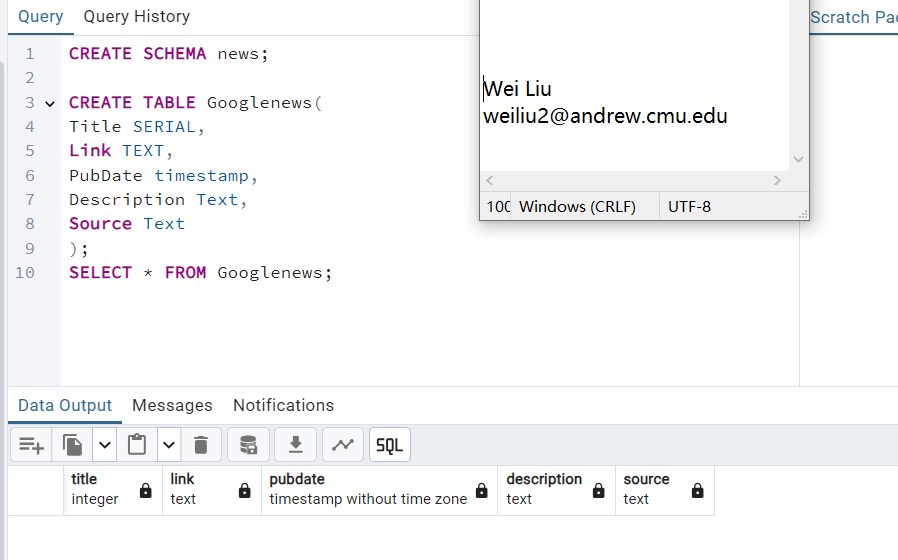 Query Query History
Scratch Pa
1 CREATE SCHEMA news;
2
3 CREATE TABLE Googlenews(
4 Title SERIAL,
5 Link TEXT,
6 PubDate timestamp,
7 Description Text,
8 Source Text
9 );
10 SELECT * FROM Googlenews;
Wei Liu
weiliu2@andrew.cmu.edu
100 Windows (CRLF) UTF-8
Data Output Messages Notifications
SQL
title link pubdate description source
integer text timestamp without time zone text text